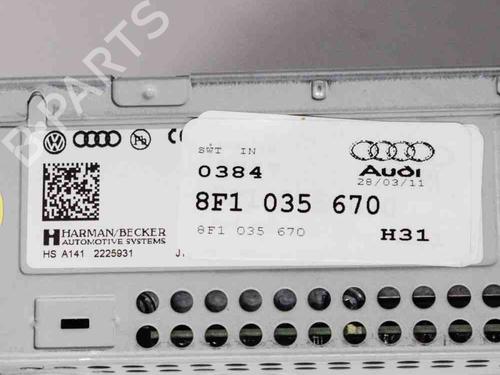 SWT IN
0384
Audi
28/03/11
8F1 035 670
8F1 035 670
H31
HARMAN/BECKER
AUTOMOTIVE SYSTEMS
HS A141 2225931
B-PARTS